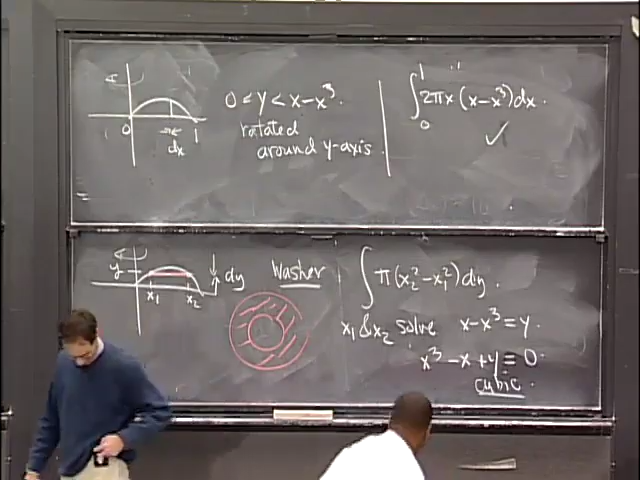 0 1
dx
0 < y < x-x³.
ratated
around y-axis
∫₀¹ 2πx (x-x³)dx.
✓
y
x₁ x₂
dy
Washer
∫ π(x₂²-x₁²)dy.
x₁ & x₂ solve x-x³=y.
x³-x+y=0
cubic.